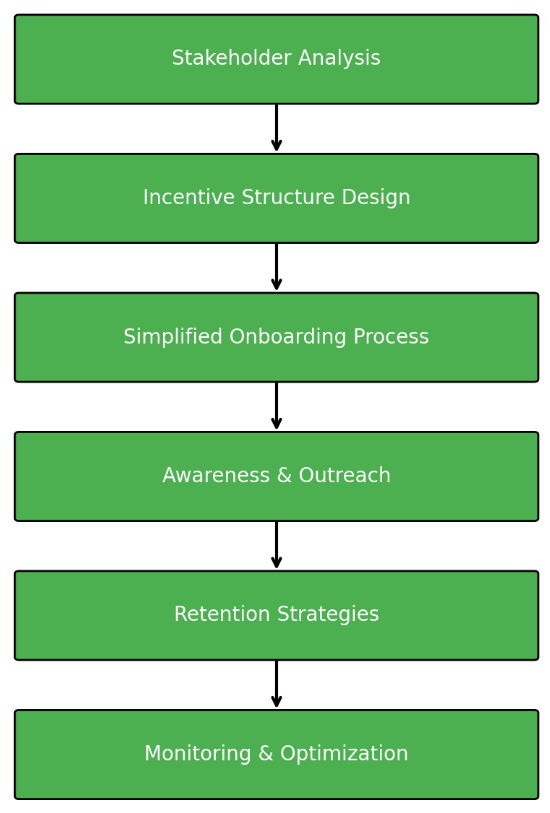 Stakeholder Analysis
Incentive Structure Design
Simplified Onboarding Process
Awareness & Outreach
Retention Strategies
Monitoring & Optimization